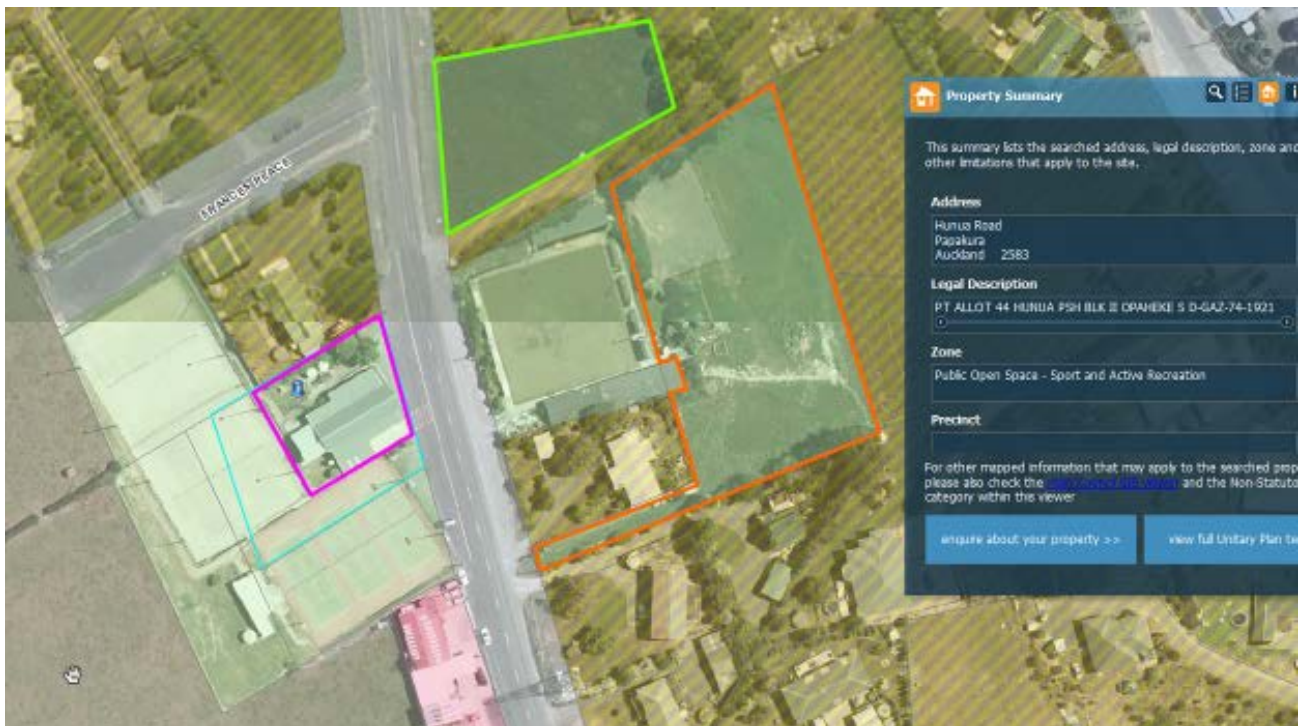 FRANCES PLACE
Property Summary
This summary lists the searched address, legal description, zone and
other limitations that apply to the site.
Address
Hunua Road
Papakura
Auckland 2583
Legal Description
PT ALLOT 44 HUNUA PSH BLK II OPAHEKE S D-GAZ-74-1921
Zone
Public Open Space - Sport and Active Recreation
Precinct
For other mapped information that may apply to the searched prop
please also check the and the Non-Statuto
category within this viewer
enquire about your property >>
view full Unitary Plan te